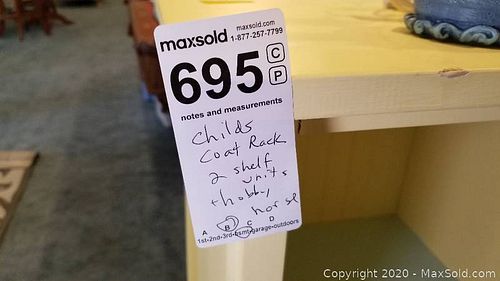 maxsold.com
maxsold 1-877-257-7799
695 C
P
notes and measurements
Childs
Coat Rack
2 shelf
units
+ hobby
horse
A B C D
1st-2nd-3rd-bsmt-garage-outdoors
Copyright 2020 - MaxSold.com